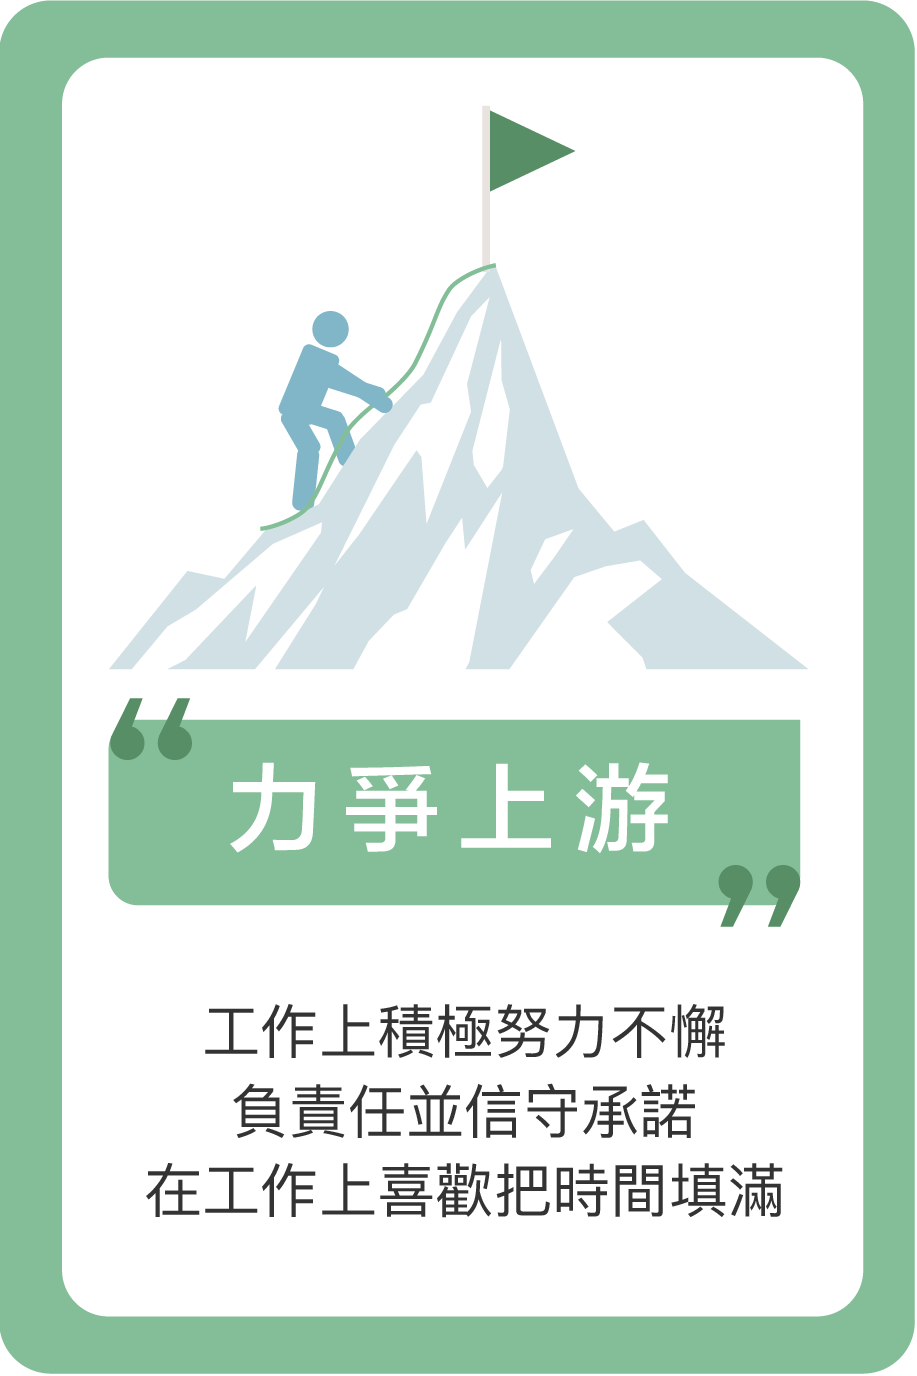 “力爭上游”
工作上積極努力不懈
負責任並信守承諾
在工作上喜歡把時間填滿